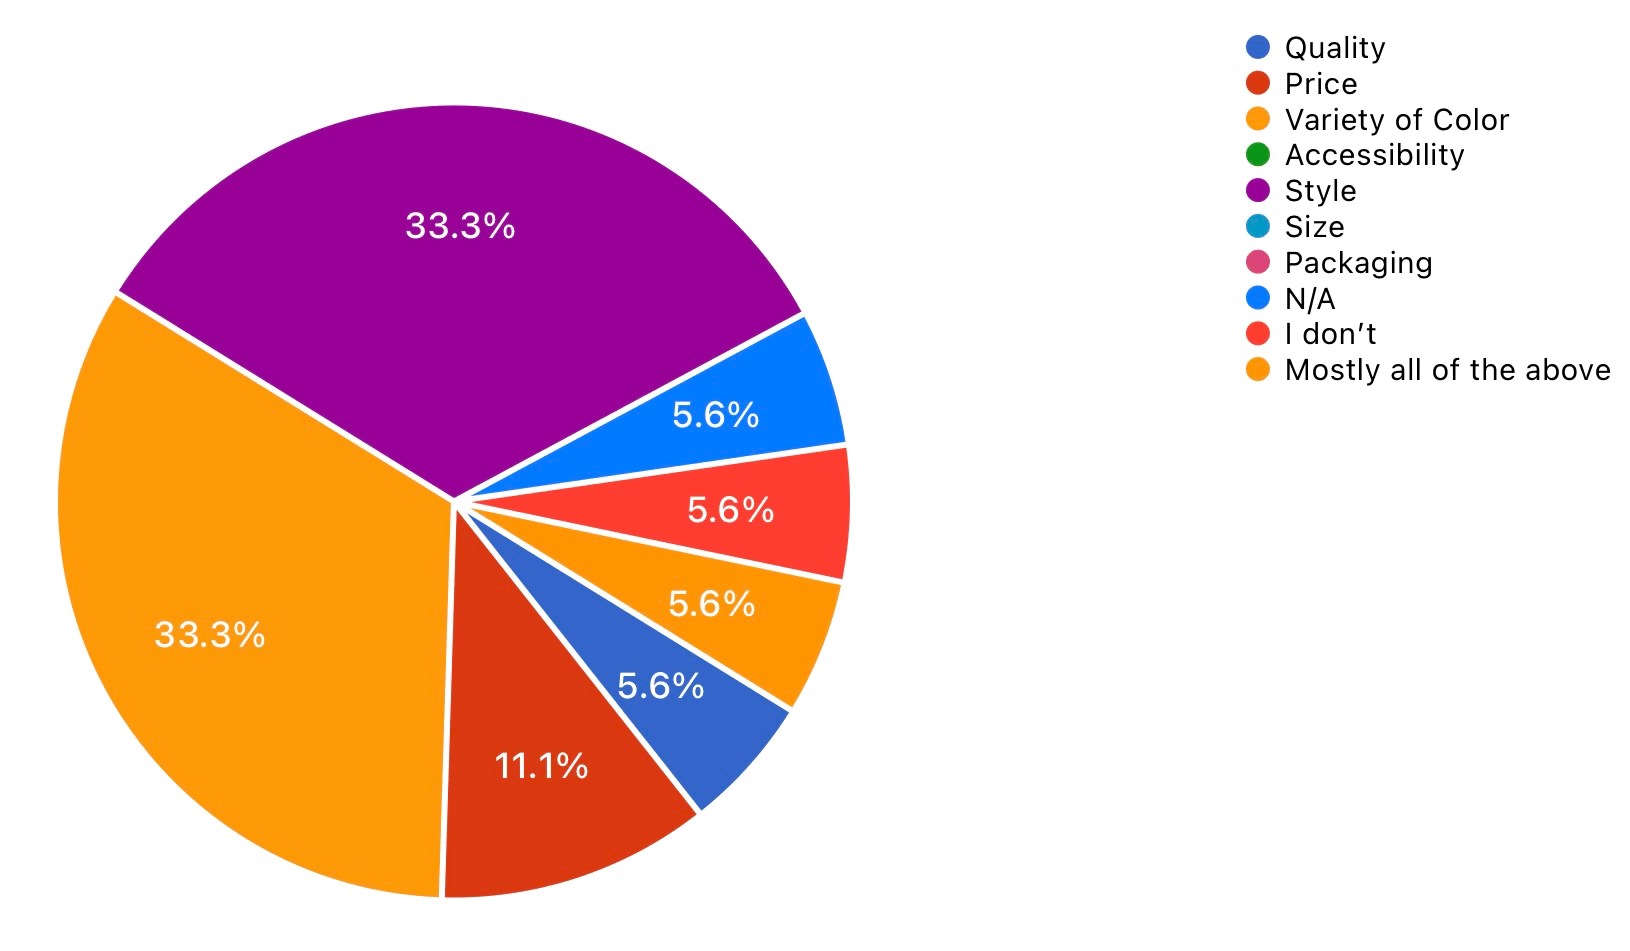 Quality
Price
Variety of Color
Accessibility
Style
Size
Packaging
N/A
I don’t
Mostly all of the above
33.3%
5.6%
5.6%
5.6%
5.6%
11.1%
33.3%